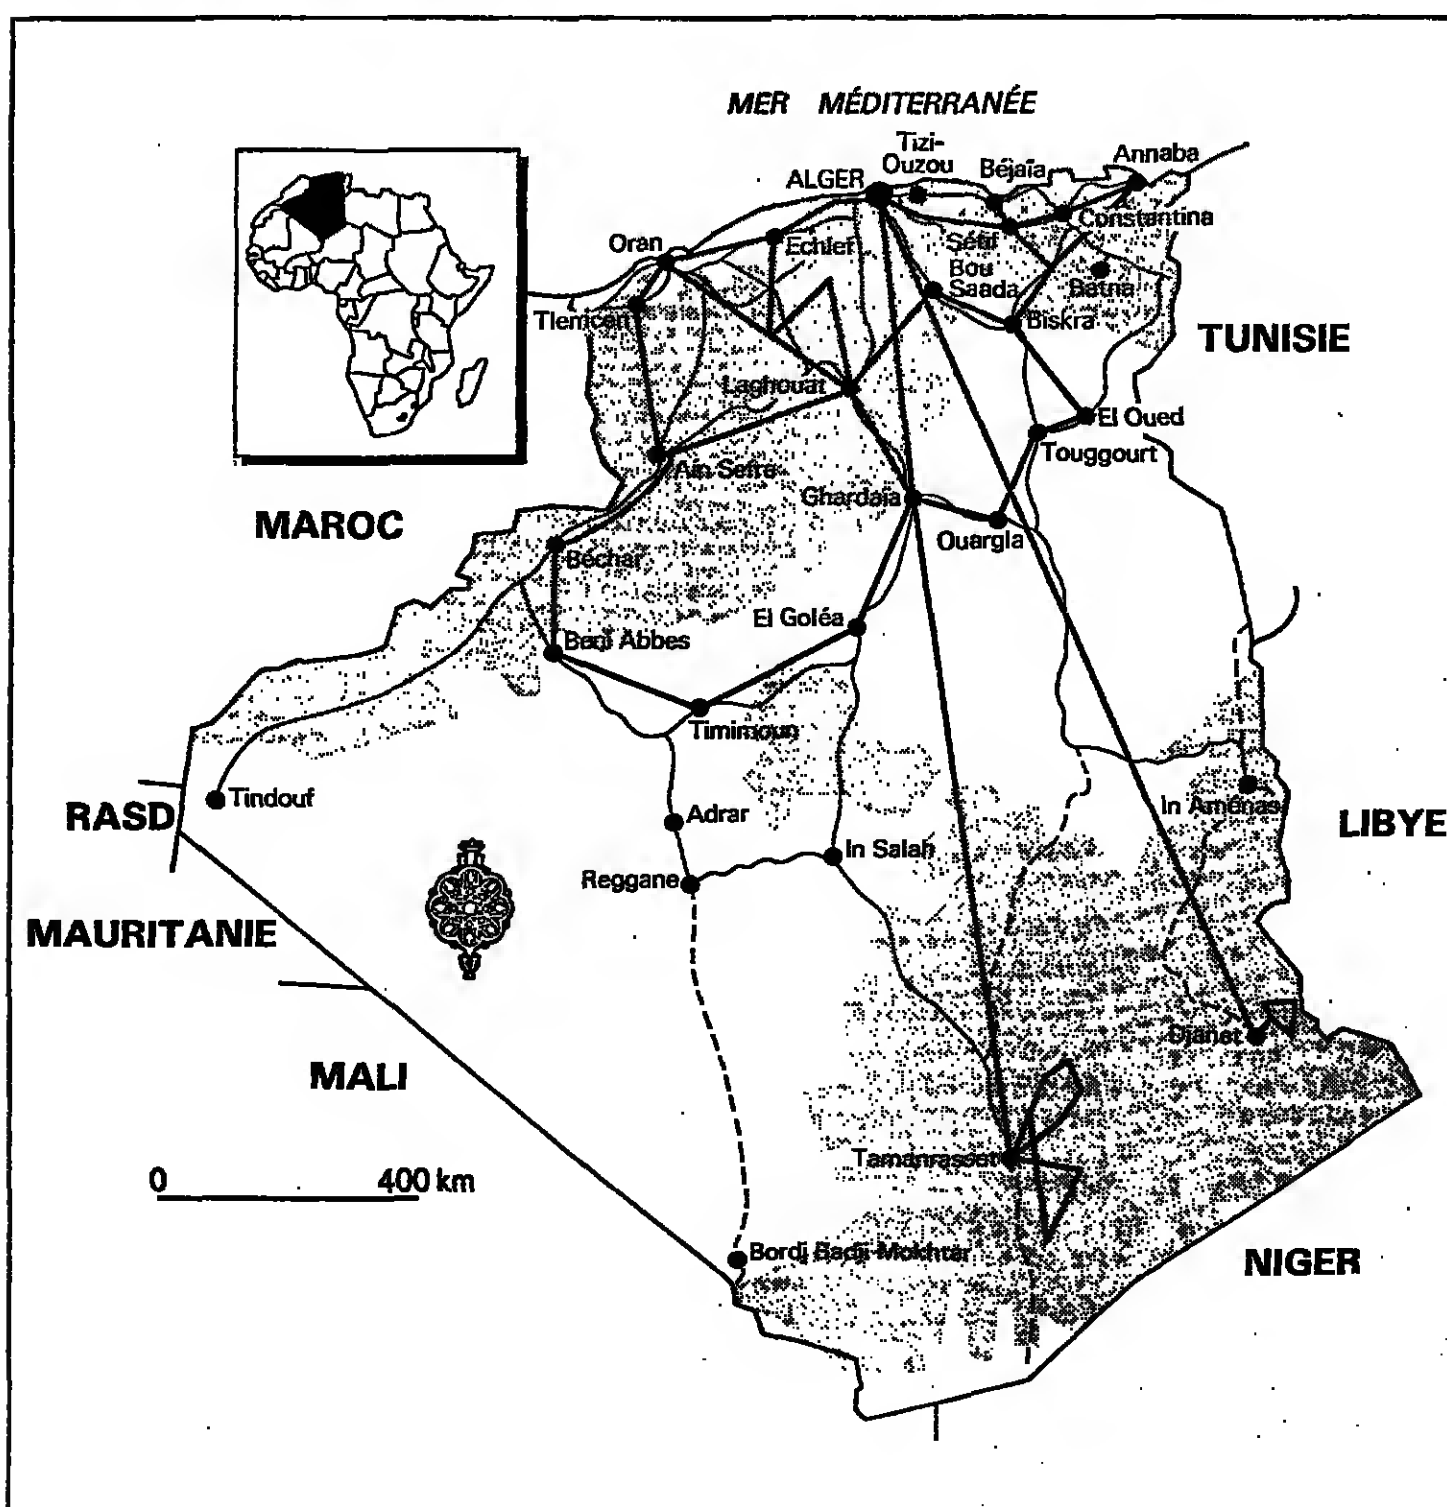 MER MÉDITERRANÉE
Tizi-
Ouzou
Béjaïa
Annaba
ALGER
Constantina
Oran
Echlef
Sétif
Bou
Saada
Batna
Tlemcen
Biskra
TUNISIE
Laghouat
El Oued
Touggourt
Ain Sefra
Ghardaïa
MAROC
Ouargla
Béchar
El Goléa
Beni Abbes
Timimoun
Tindouf
In Aménas
RASD
Adrar
LIBYE
In Salah
Reggane
MAURITANIE
Djanet
MALI
Tamanrasset
0 400 km
Bordj Badji Mokhtar
NIGER